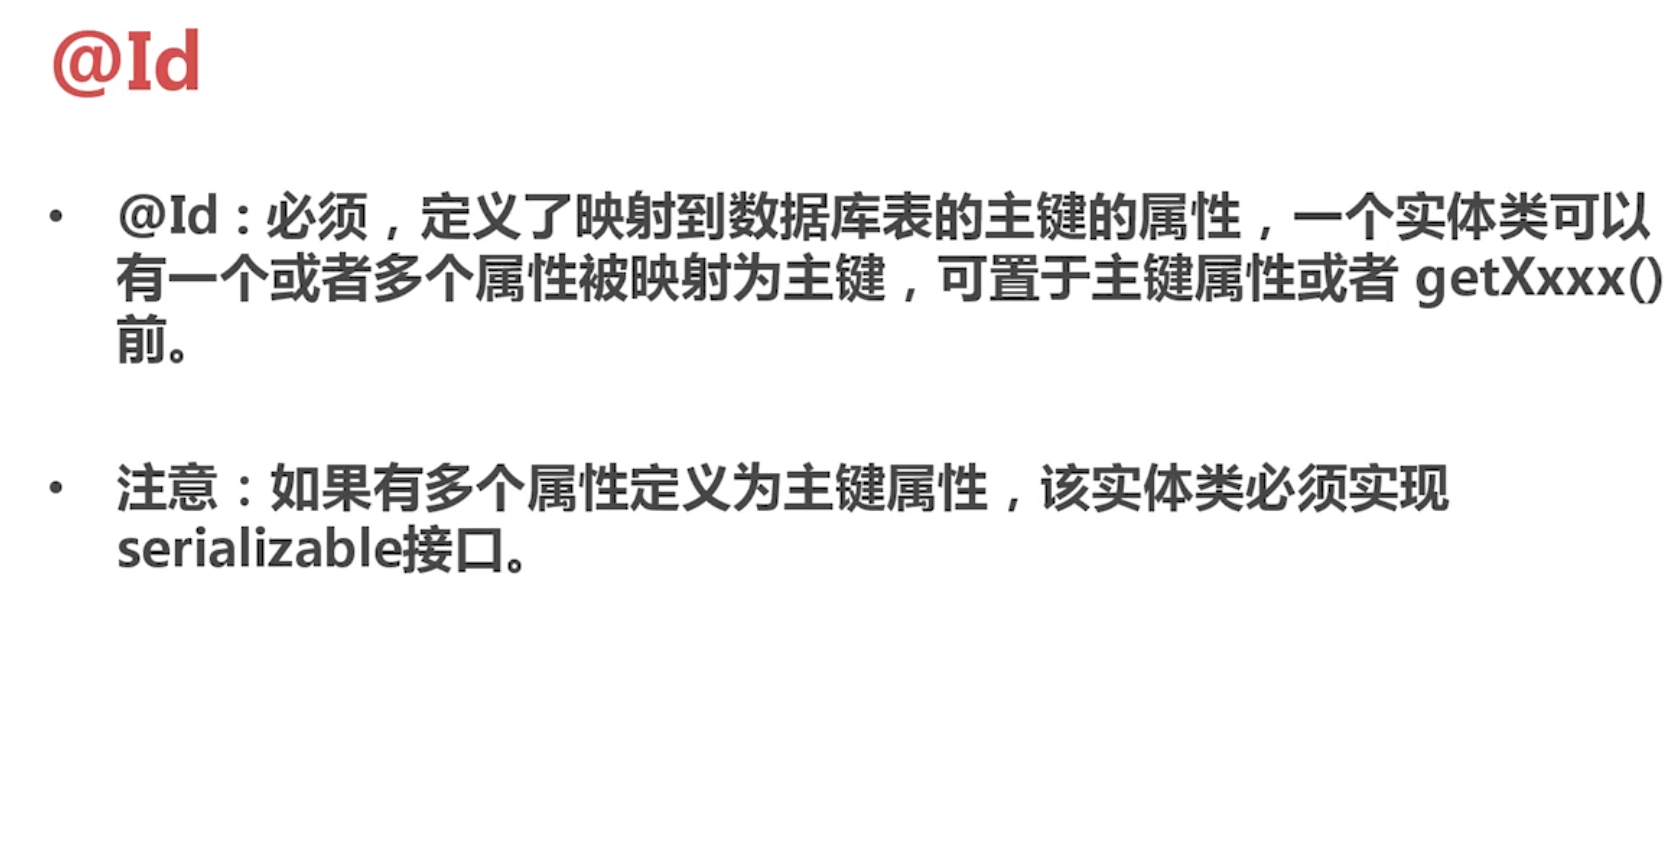 @Id
• @Id：必须，定义了映射到数据库表的主键的属性，一个实体类可以
有一个或者多个属性被映射为主键，可置于主键属性或者 getXxxx()
前。
• 注意：如果有多个属性定义为主键属性，该实体类必须实现
serializable接口。